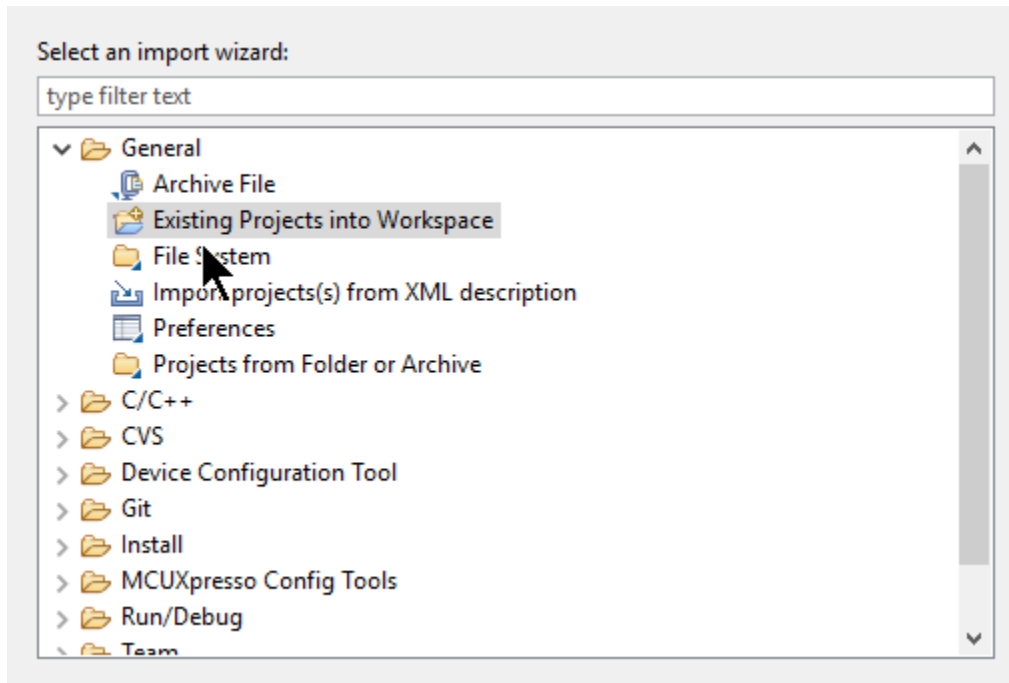 Select an import wizard:
type filter text
General
Archive File
Existing Projects into Workspace
File System
Import projects(s) from XML description
Preferences
Projects from Folder or Archive
C/C++
CVS
Device Configuration Tool
Git
Install
MCUXpresso Config Tools
Run/Debug
Team